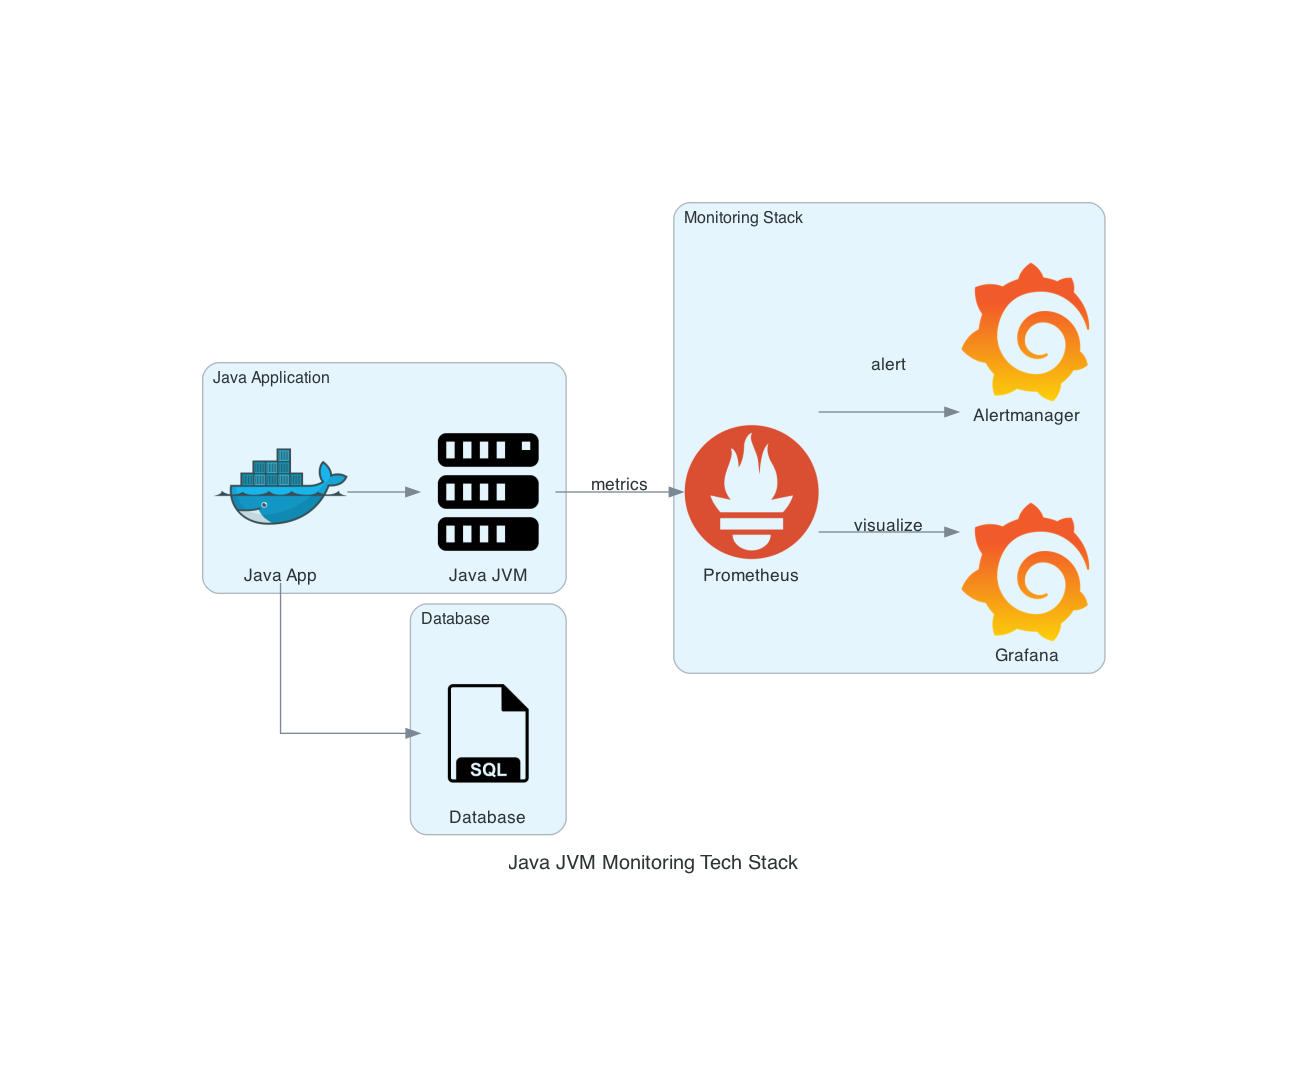 Monitoring Stack
alert
Alertmanager
Java Application
metrics
visualize
Java App
Java JVM
Prometheus
Grafana
Database
SQL
Database
Java JVM Monitoring Tech Stack